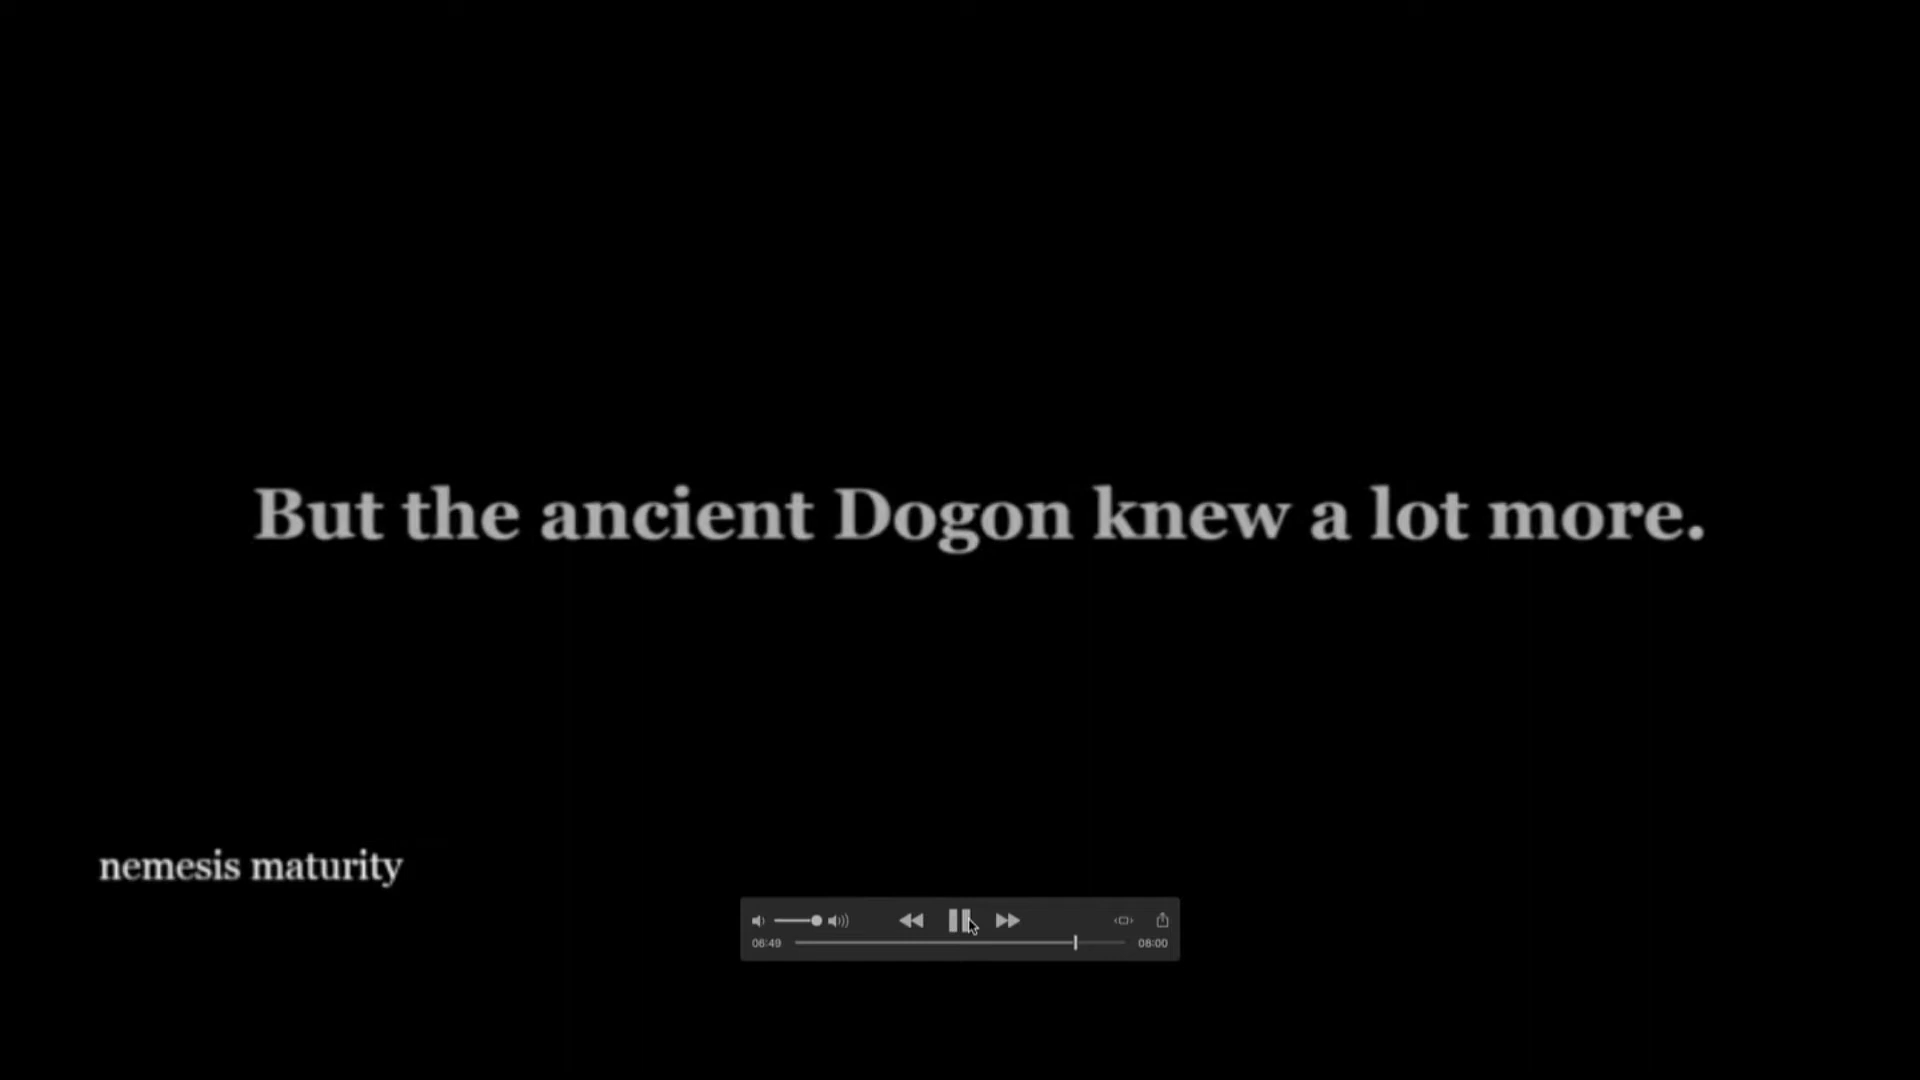 But the ancient Dogon knew a lot more.
nemesis maturity
06:49
08:00